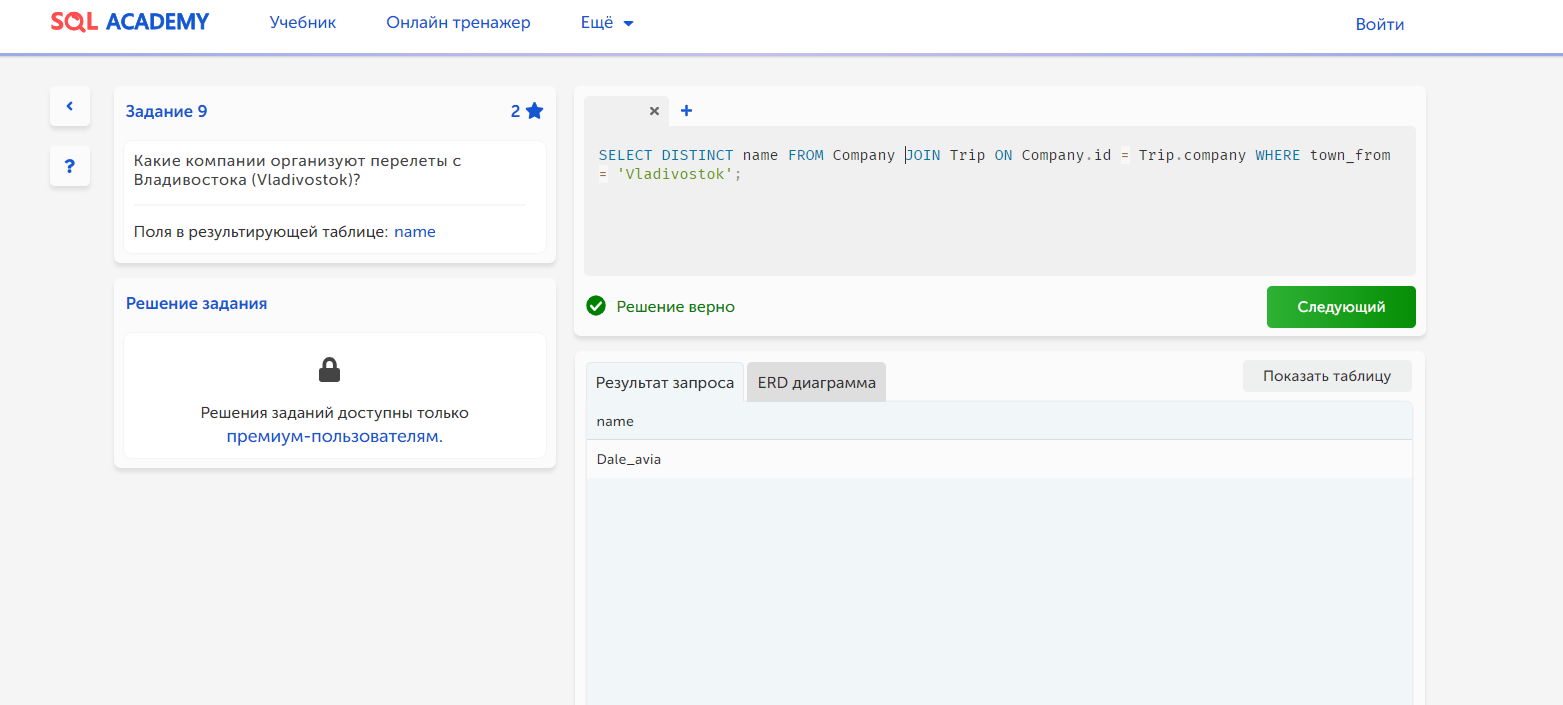 SQL ACADEMY
Учебник
Онлайн тренажер
Ещё
Войти
Задание 9
2
Какие компании организуют перелеты с
Владивостока (Vladivostok)?
Поля в результирующей таблице: name
?
Решение задания
Решения заданий доступны только
премиум-пользователям.
SELECT DISTINCT name FROM Company JOIN Trip ON Company.id = Trip.company WHERE town_from
= 'Vladivostok';
Решение верно
Следующий
Результат запроса
ERD диаграмма
Показать таблицу
name
Dale_avia